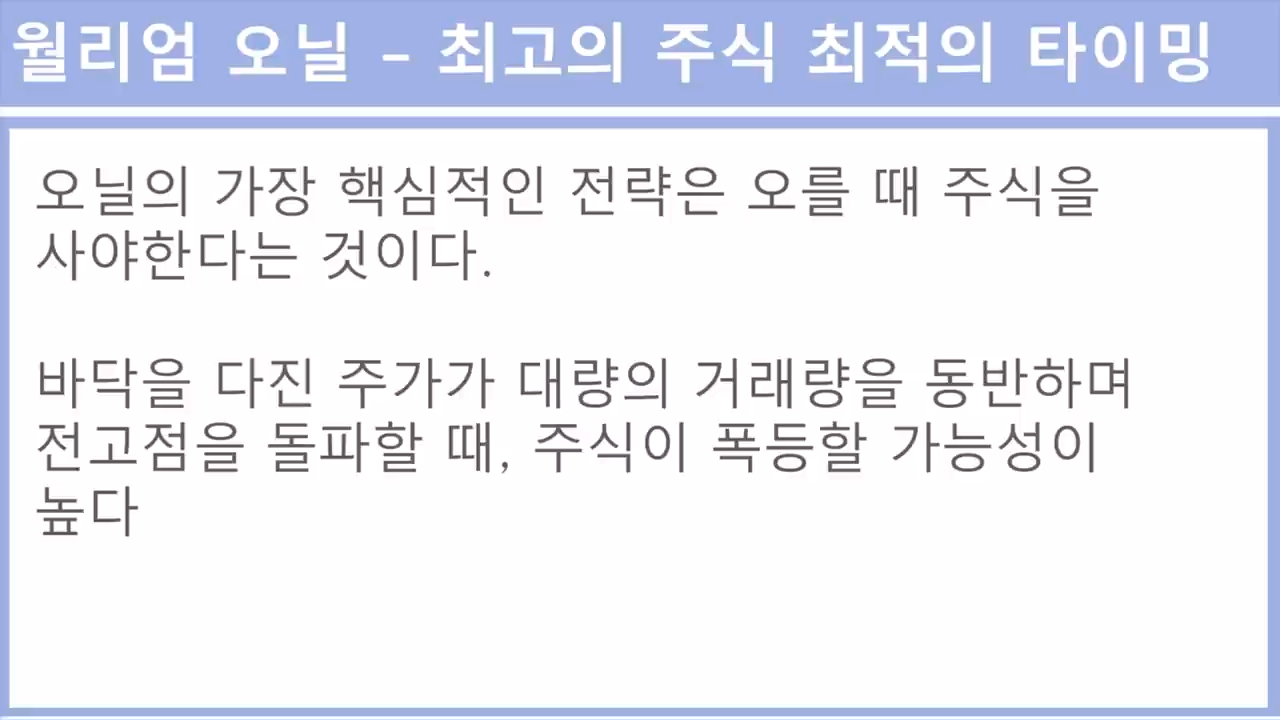 월리엄 오닐 - 최고의 주식 최적의 타이밍
오닐의 가장 핵심적인 전략은 오를 때 주식을
사야한다는 것이다.
바닥을 다진 주가가 대량의 거래량을 동반하며
전고점을 돌파할 때, 주식이 폭등할 가능성이
높다